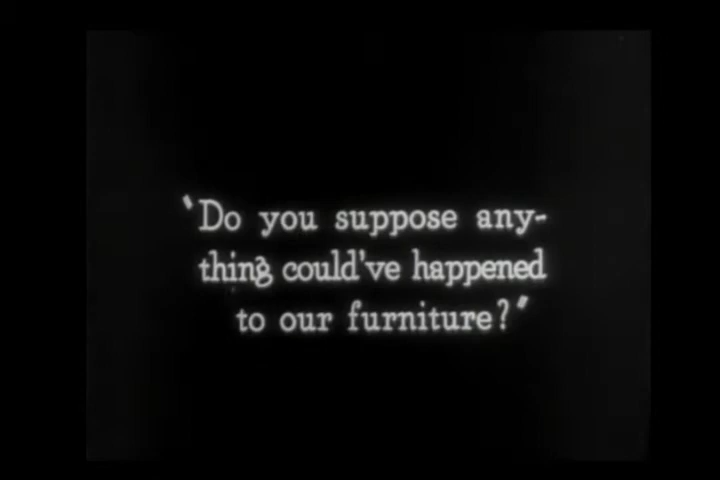 "Do you suppose any-
thing could've happened
to our furniture?"